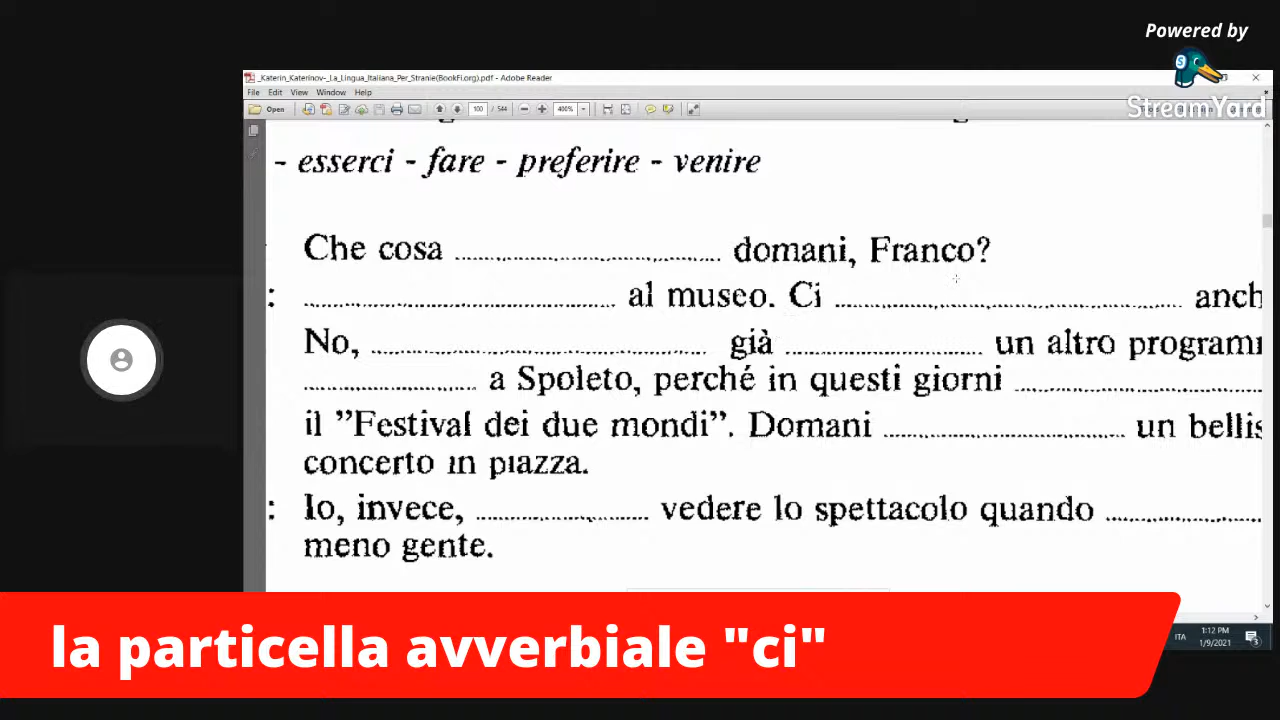 Powered by
StreamYard
_Katerin_Katerinov-_La_Lingua_Italiana_Per_Stranie(BookFi.org).pdf - Adobe Reader
File Edit View Window Help
Open 100 / 544 400%
- esserci - fare - preferire - venire
Che cosa ........................ domani, Franco?
: ........................ al museo. Ci ........................ anch
No, ........................ già ........................ un altro program
........................ a Spoleto, perché in questi giorni ........................
il ”Festival dei due mondi”. Domani ........................ un bellis
concerto in piazza.
: Io, invece, ........................ vedere lo spettacolo quando ........................
meno gente.
la particella avverbiale "ci"
ITA
1:12 PM
1/9/2021